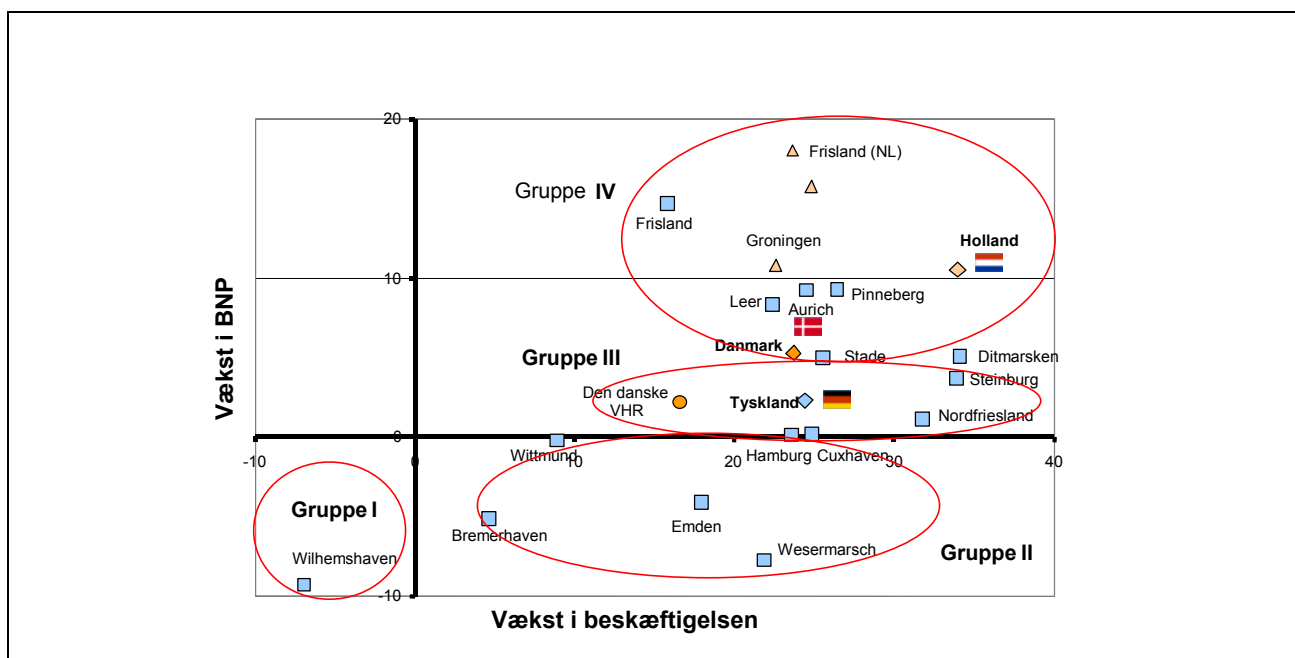 20
Frisland (NL)
Gruppe IV
Frisland
Groningen
Holland
10
Leer
Aurich
Pinneberg
Danmark
Stade
Ditmarsken
Gruppe III
Steinburg
Den danske
VHR
Tyskland
Nordfriesland
0
Wittmund
Hamburg Cuxhaven
-10
0
10
20
30
40
Gruppe I
Bremerhaven
Emden
Wilhemshaven
Wesermarsch
Gruppe II
-10
Vækst i BNP
Vækst i beskæftigelsen